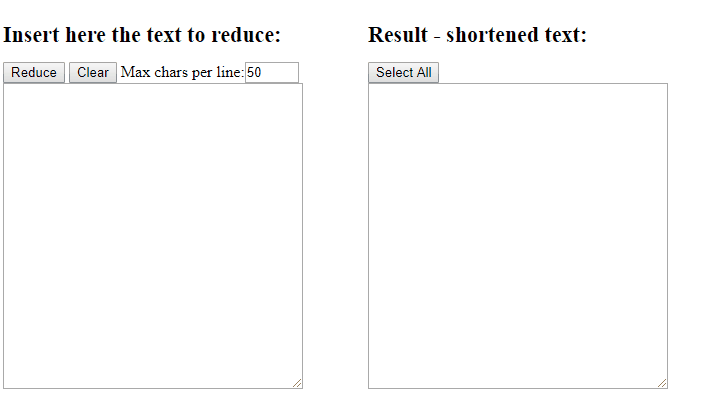 Insert here the text to reduce:
Reduce Clear Max chars per line: 50
Result - shortened text:
Select All